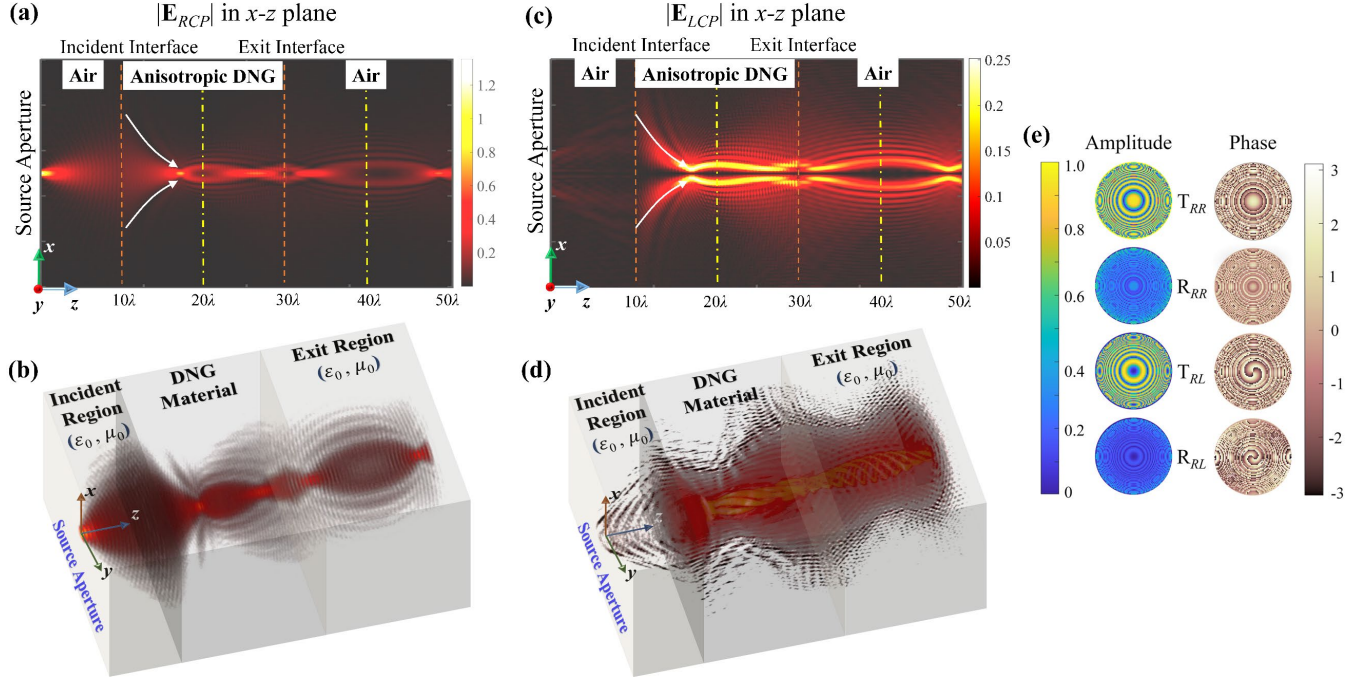 (a)
|E_RCP| in x-z plane
Incident Interface
Exit Interface
Air
Anisotropic DNG
Air
Source Aperture
x
y
z
10λ
20λ
30λ
40λ
50λ
1.2
1.0
0.8
0.6
0.4
0.2
(c)
|E_LCP| in x-z plane
Incident Interface
Exit Interface
Air
Anisotropic DNG
Air
Source Aperture
x
y
z
10λ
20λ
30λ
40λ
50λ
0.25
0.20
0.15
0.10
0.05
(b)
Incident
Region
(ε₀ , μ₀)
DNG
Material
Exit Region
(ε₀ , μ₀)
x
z
y
Source Aperture
(d)
Incident
Region
(ε₀ , μ₀)
DNG
Material
Exit Region
(ε₀ , μ₀)
x
z
y
Source Aperture
(e)
Amplitude
Phase
1.0
0.8
0.6
0.4
0.2
0
T_RR
R_RR
T_RL
R_RL
3
2
1
0
-1
-2
-3